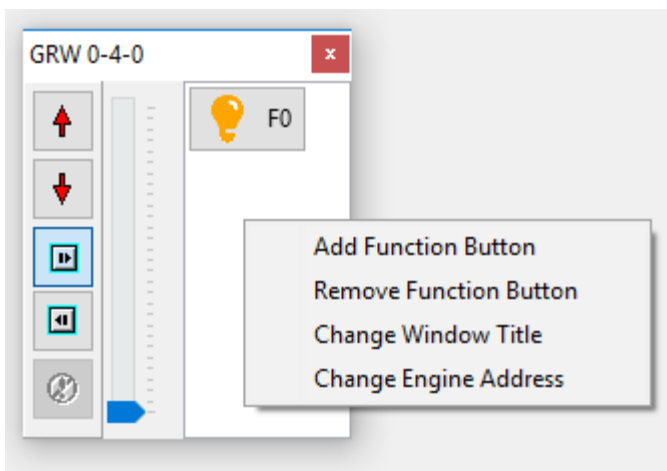 GRW 0-4-0
F0
Add Function Button
Remove Function Button
Change Window Title
Change Engine Address